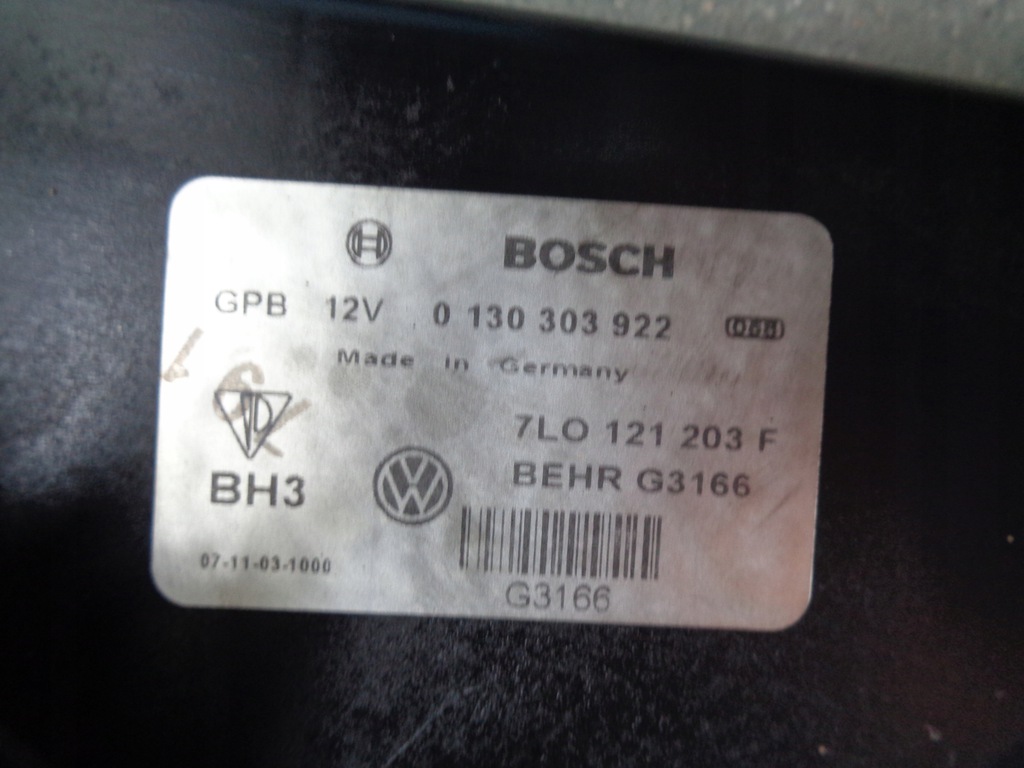 BOSCH
GPB 12V 0 130 303 922
Made in Germany
7LO 121 203 F
BEHR G3166
BH3
07-11-03-1000
G3166